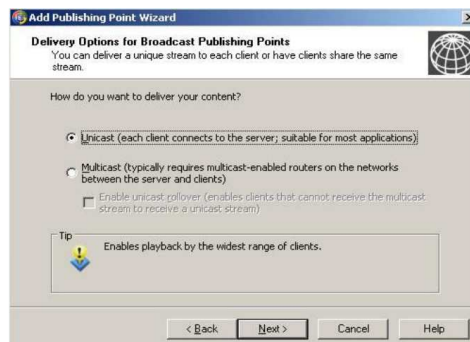 Add Publishing Point Wizard
Delivery Options for Broadcast Publishing Points
You can deliver a unique stream to each client or have clients share the same
stream.
How do you want to deliver your content?
Unicast (each client connects to the server; suitable for most applications)
Multicast (typically requires multicast-enabled routers on the networks
between the server and clients)
Enable unicast rollover (enables clients that cannot receive the multicast
stream to receive a unicast stream)
Tip
Enables playback by the widest range of clients.
< Back
Next >
Cancel
Help